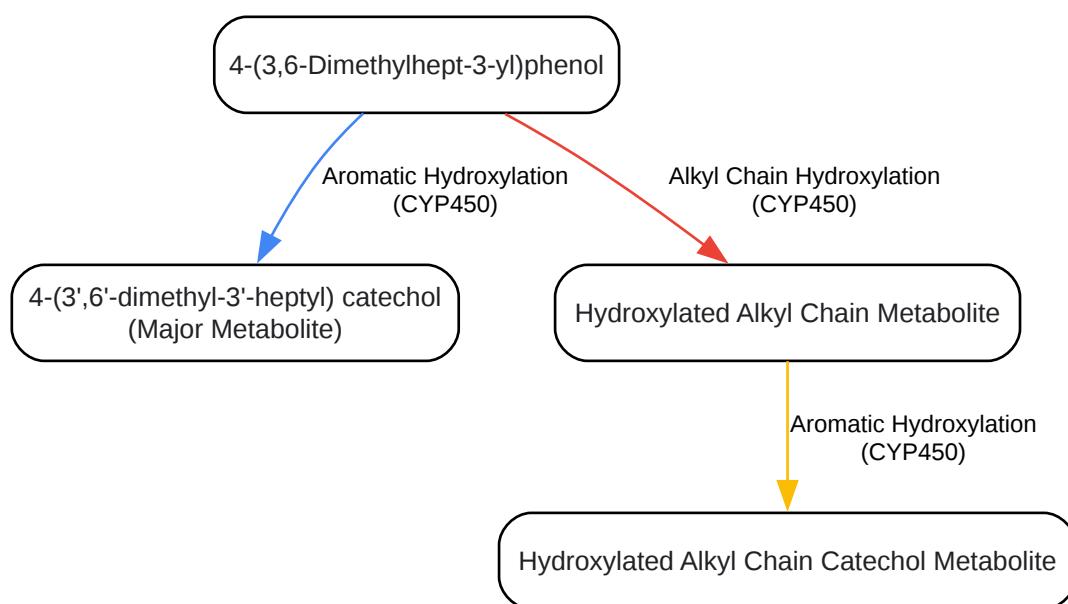 4-(3,6-Dimethylhept-3-yl)phenol
Aromatic Hydroxylation
(CYP450)
Alkyl Chain Hydroxylation
(CYP450)
4-(3',6'-dimethyl-3'-heptyl) catechol
(Major Metabolite)
Hydroxylated Alkyl Chain Metabolite
Aromatic Hydroxylation
(CYP450)
Hydroxylated Alkyl Chain Catechol Metabolite